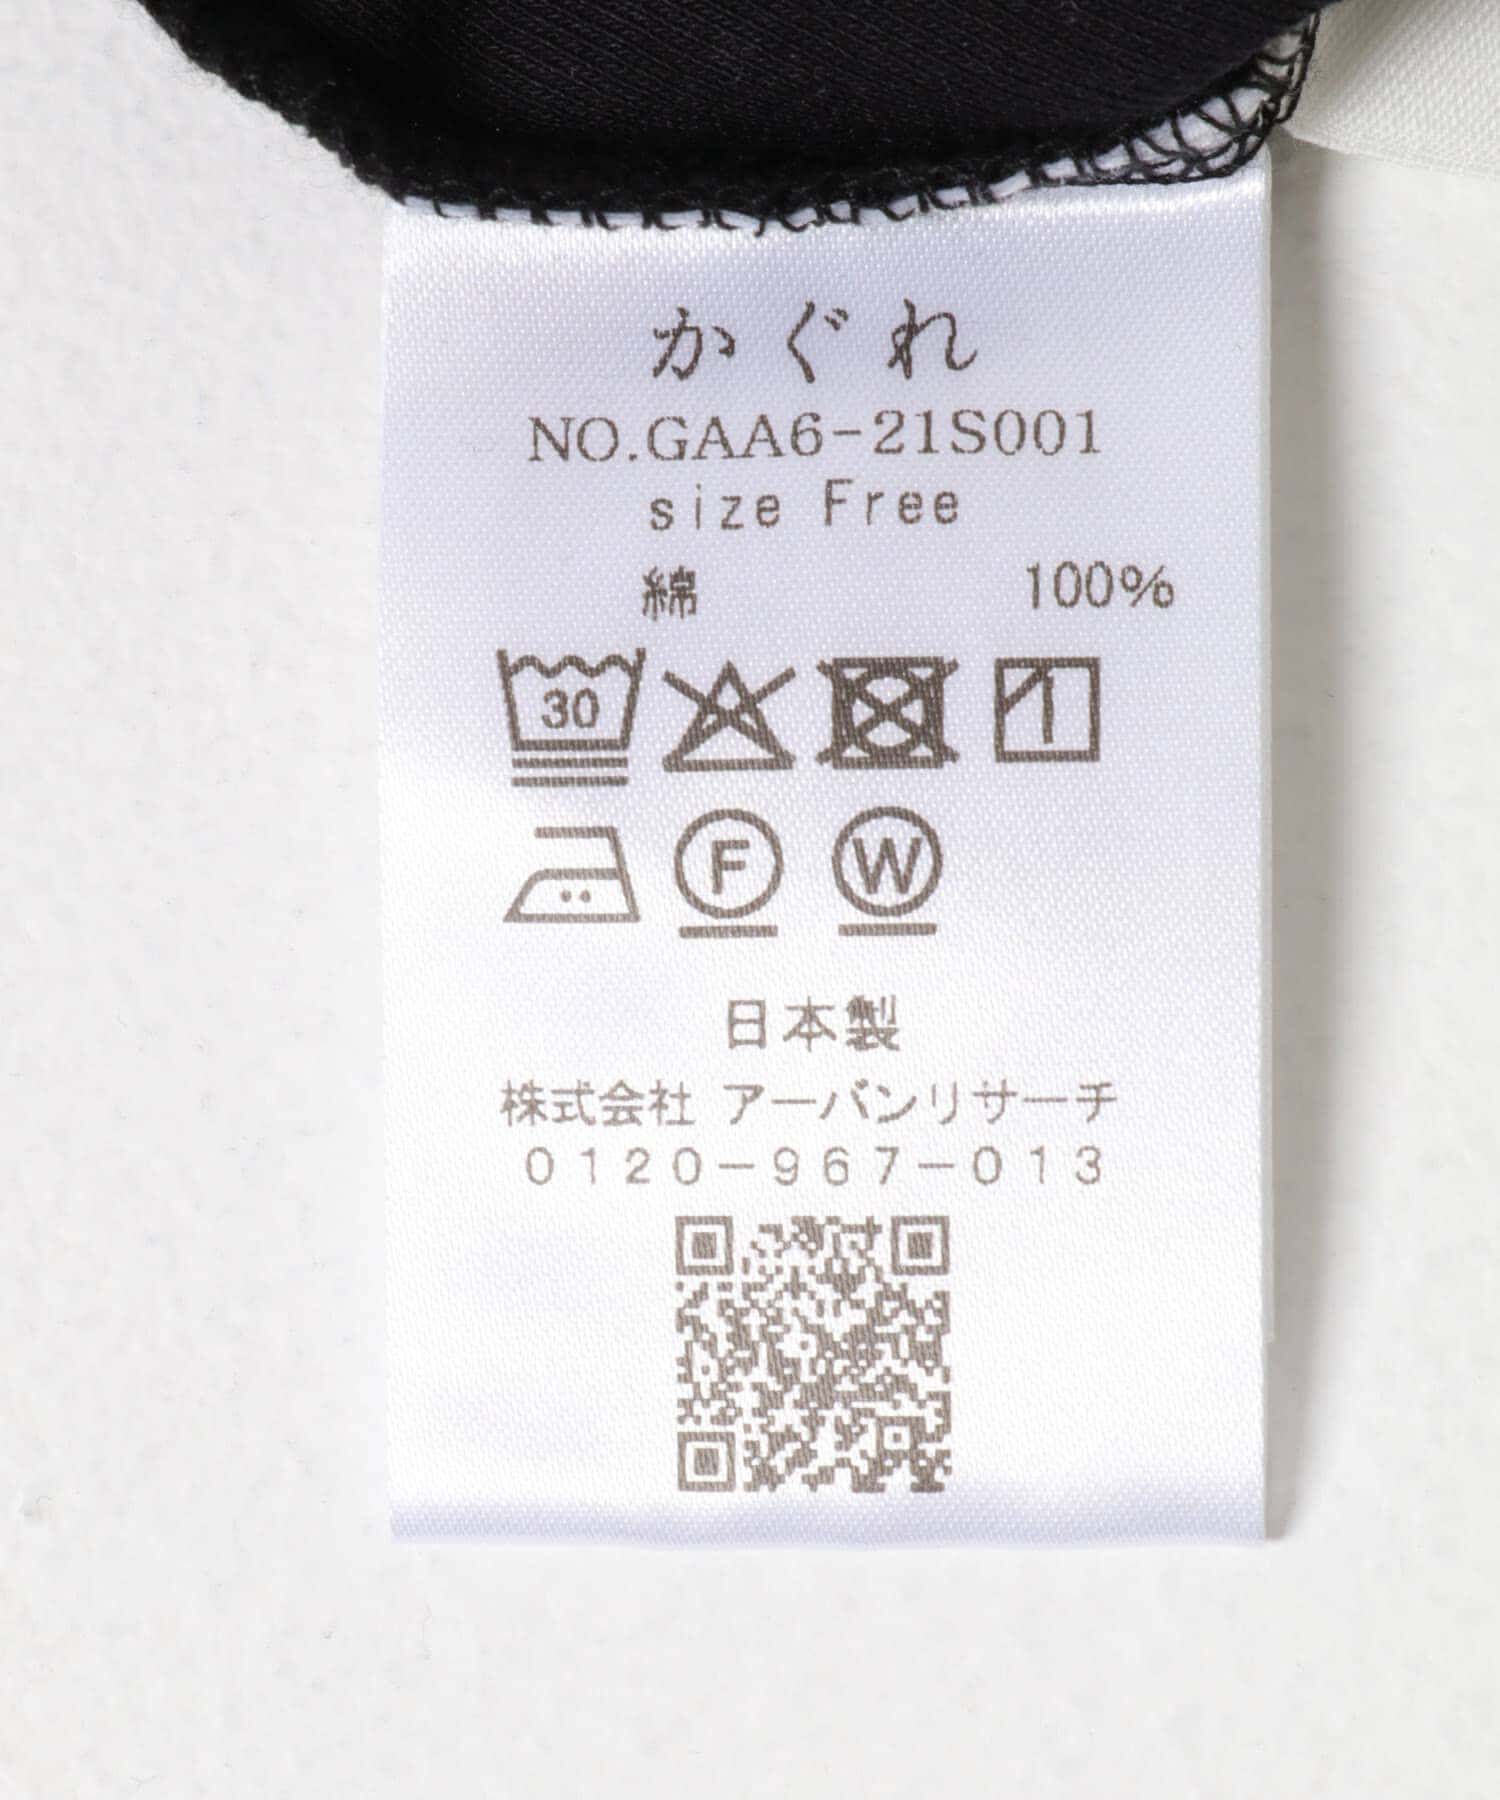 かぐれ
NO.GAA6-21S001
size Free
綿 100%
30
F W
日本製
株式会社 アーバンリサーチ
0120-967-013